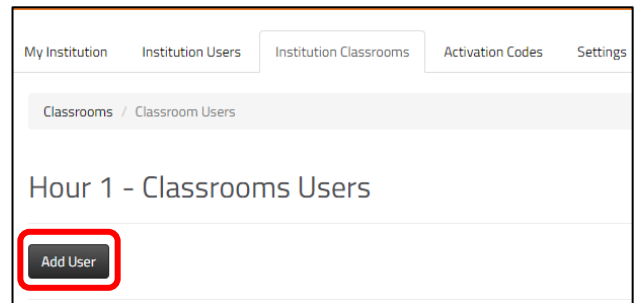 My Institution Institution Users Institution Classrooms Activation Codes Settings
Classrooms / Classroom Users
Hour 1 - Classrooms Users
Add User